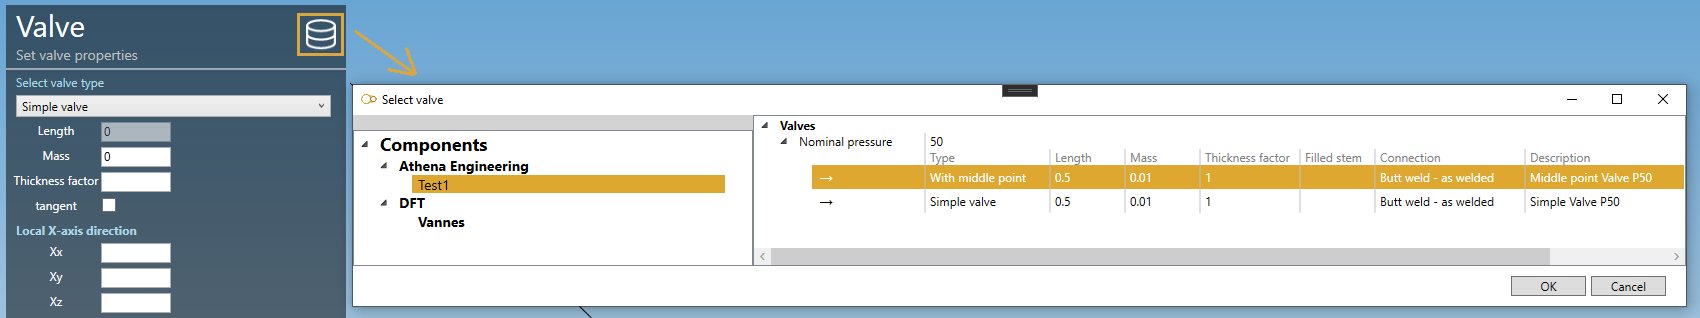 Valve
Set valve properties
Select valve type
Simple valve
Length 0
Mass 0
Thickness factor
tangent
Local X-axis direction
Xx
Xy
Xz
Select valve
Components
Athena Engineering
Test1
DFT
Vannes
Valves
Nominal pressure 50
Type Length Mass Thickness factor Filled stem Connection Description
→ With middle point 0.5 0.01 1 Butt weld - as welded Middle point Valve P50
→ Simple valve 0.5 0.01 1 Butt weld - as welded Simple Valve P50
OK Cancel